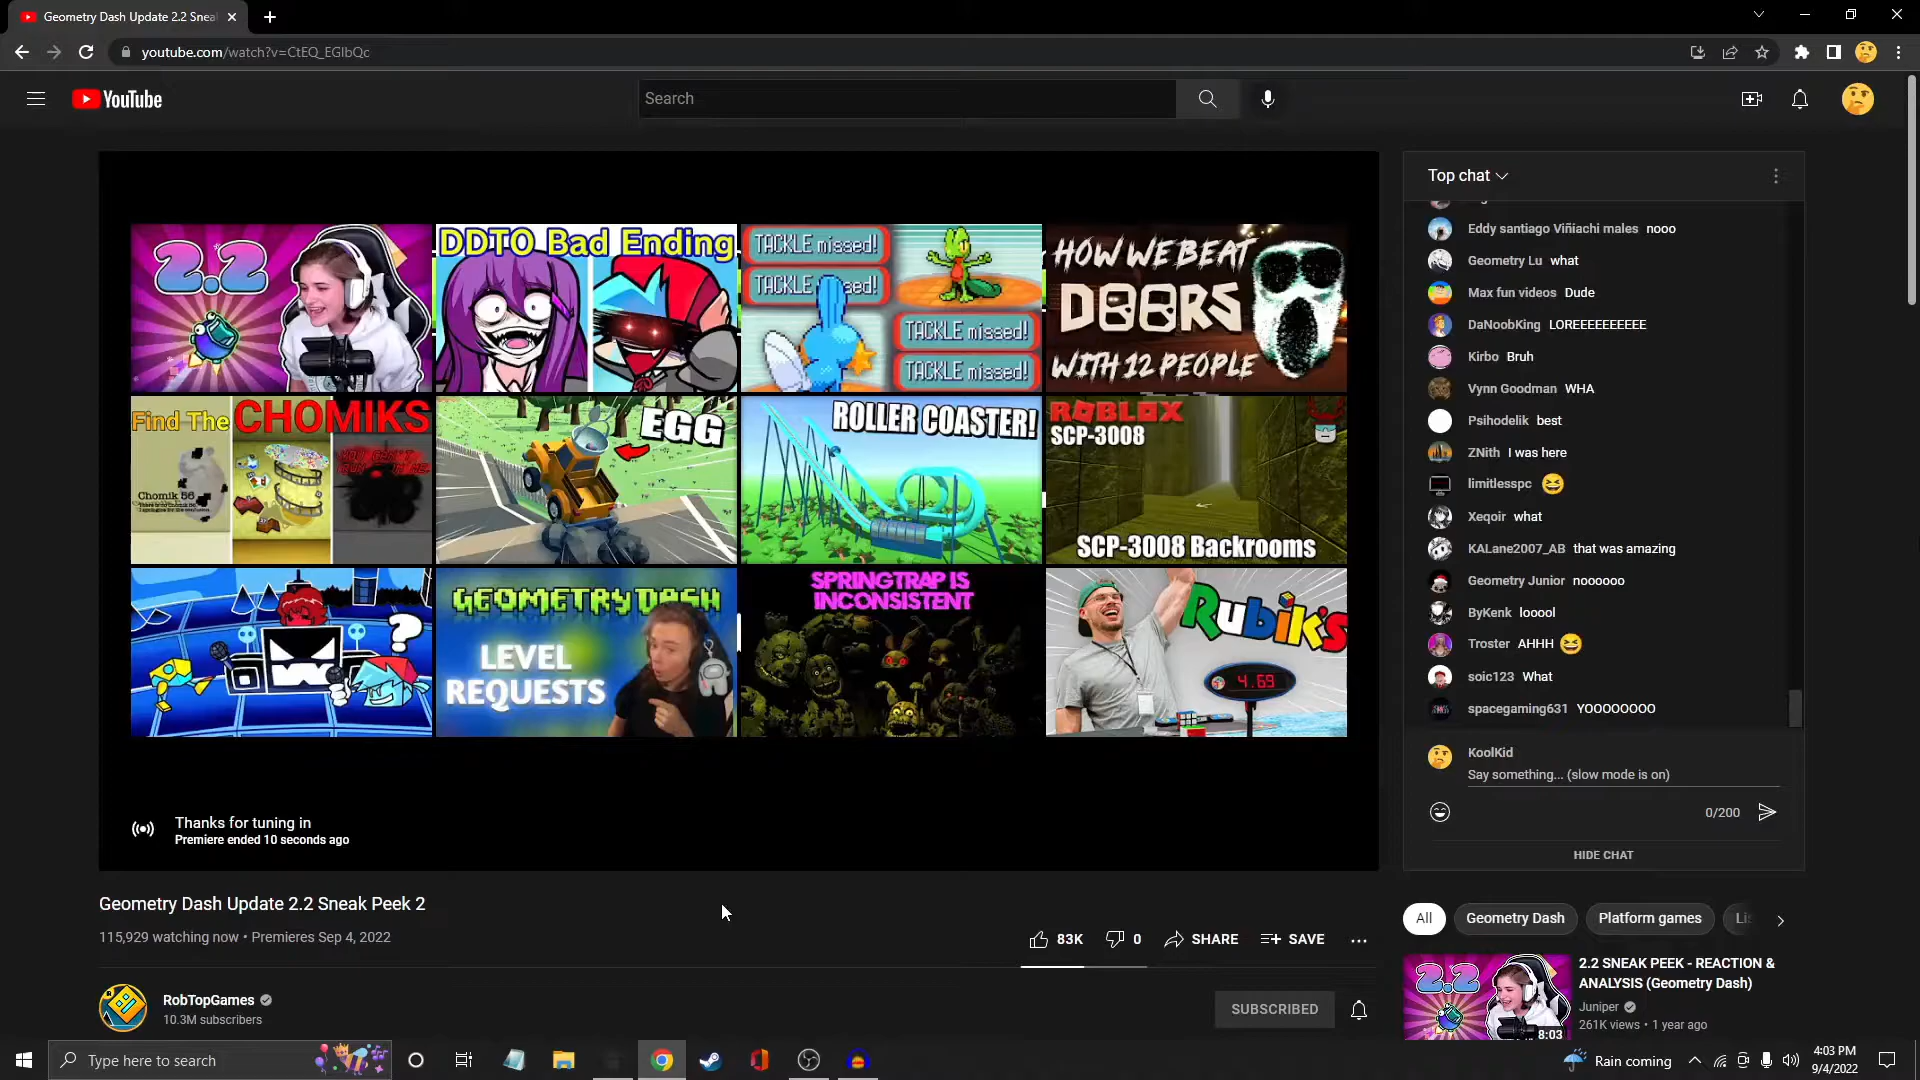 Geometry Dash Update 2.2 Snea
youtube.com/watch?v=CtEQ_EGlbQc
YouTube
Search
2.2
DDTO Bad Ending
TACKLE missed!
TACKLE
TACKLE missed!
TACKLE missed!
HOW WE BEAT
DOORS
WITH 12 PEOPLE
Find The CHOMIKS
Chomik 56
EGG
ROLLER COASTER!
ROBLOX
SCP-3008
SCP-3008 Backrooms
?
GEOMETRY DASH
LEVEL
REQUESTS
SPRINGTRAP IS
INCONSISTENT
Rubik's
4.69
Thanks for tuning in
Premiere ended 10 seconds ago
Geometry Dash Update 2.2 Sneak Peek 2
115,929 watching now • Premieres Sep 4, 2022
83K
0
SHARE
SAVE
RobTopGames
10.3M subscribers
SUBSCRIBED
Top chat
Eddy santiago Viñiachi males nooo
Geometry Lu what
Max fun videos Dude
DaNoobKing LOREEEEEEEEEE
Kirbo Bruh
Vynn Goodman WHA
Psihodelik best
ZNith I was here
limitlesspc 😆
Xeqoir what
KALane2007_AB that was amazing
Geometry Junior noooooo
ByKenk looool
Troster AHHH 😆
soic123 What
spacegaming631 YOOOOOOOO
KoolKid
Say something... (slow mode is on)
0/200
HIDE CHAT
All
Geometry Dash
Platform games
Lis
2.2
8:03
2.2 SNEAK PEEK - REACTION &
ANALYSIS (Geometry Dash)
Juniper
261K views • 1 year ago
Type here to search
Rain coming
4:03 PM
9/4/2022